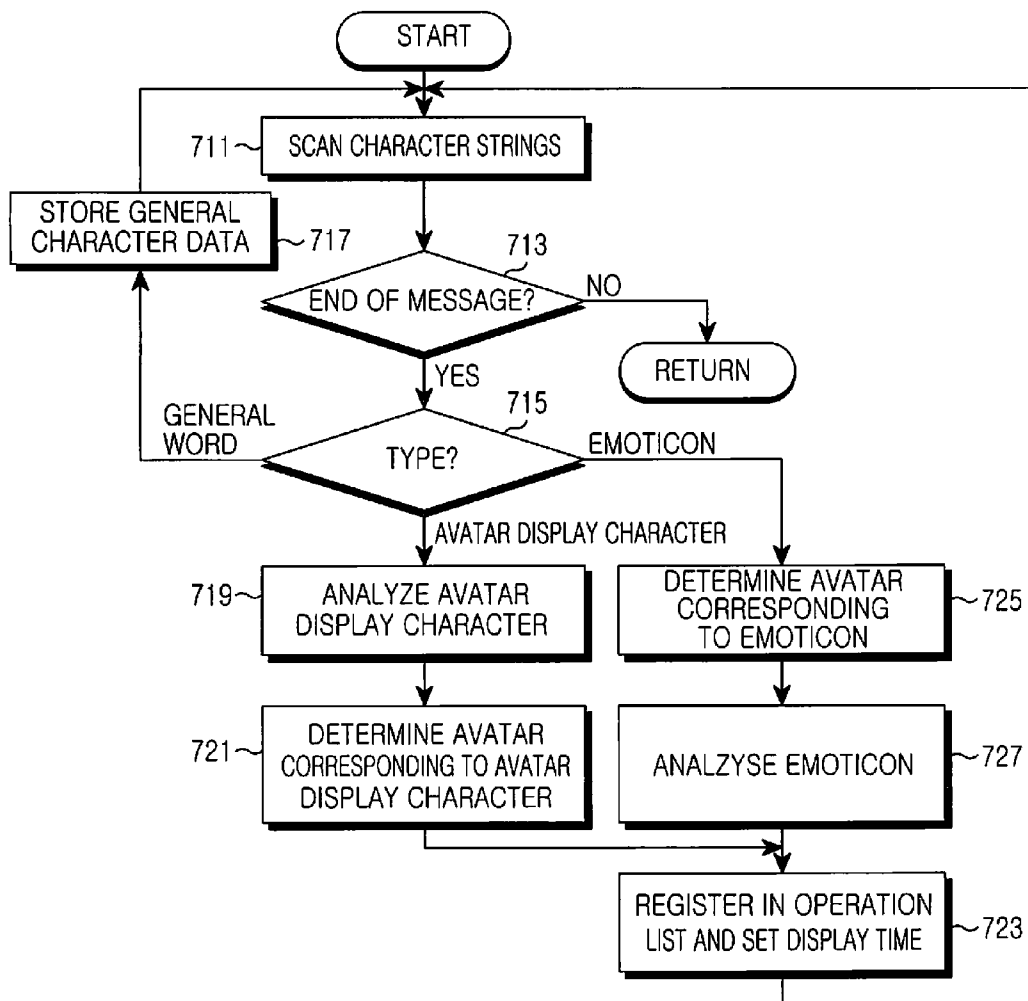 START
711
SCAN CHARACTER STRINGS
STORE GENERAL
CHARACTER DATA
717
713
END OF MESSAGE?
NO
RETURN
YES
GENERAL
WORD
715
TYPE?
EMOTICON
AVATAR DISPLAY CHARACTER
719
ANALYZE AVATAR
DISPLAY CHARACTER
DETERMINE AVATAR
CORRESPONDING
TO EMOTICON
725
721
DETERMINE AVATAR
CORRESPONDING TO AVATAR
DISPLAY CHARACTER
ANALZYSE EMOTICON
727
REGISTER IN OPERATION
LIST AND SET DISPLAY TIME
723